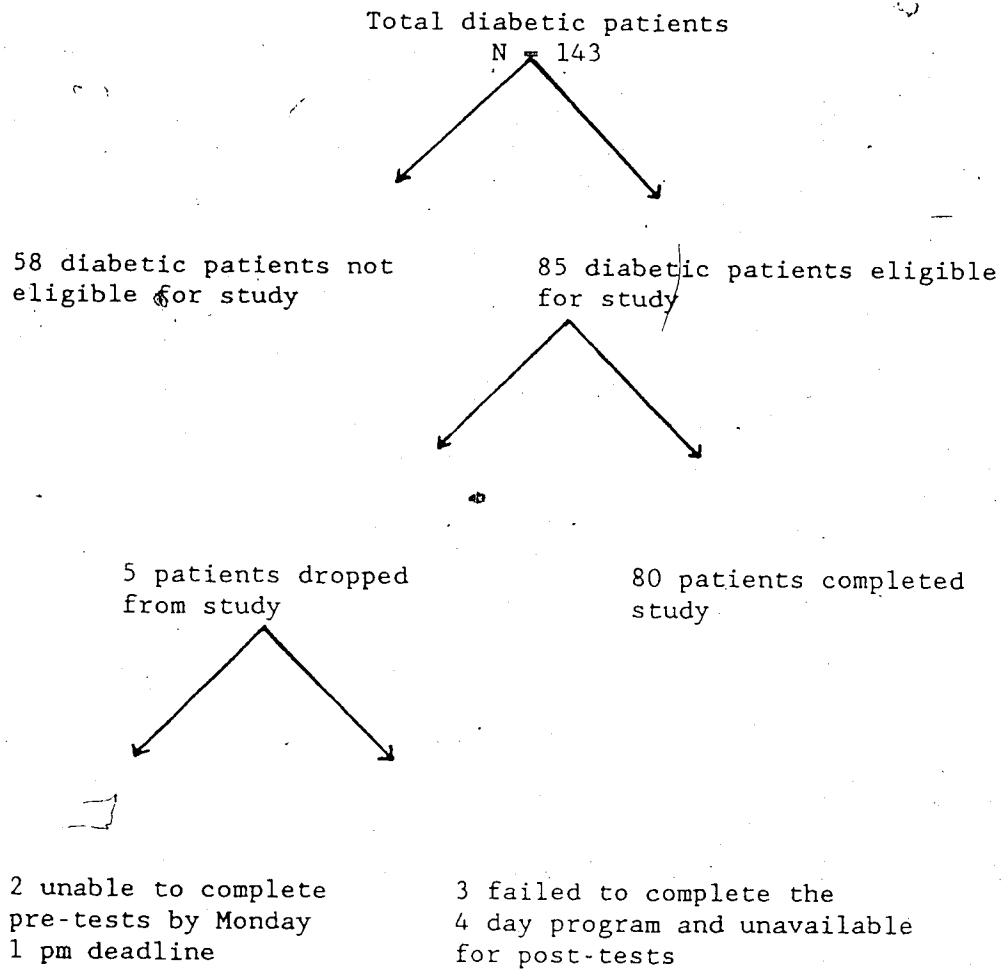 Total diabetic patients
N = 143
58 diabetic patients not
eligible for study
85 diabetic patients eligible
for study
5 patients dropped
from study
80 patients completed
study
2 unable to complete
pre-tests by Monday
1 pm deadline
3 failed to complete the
4 day program and unavailable
for post-tests